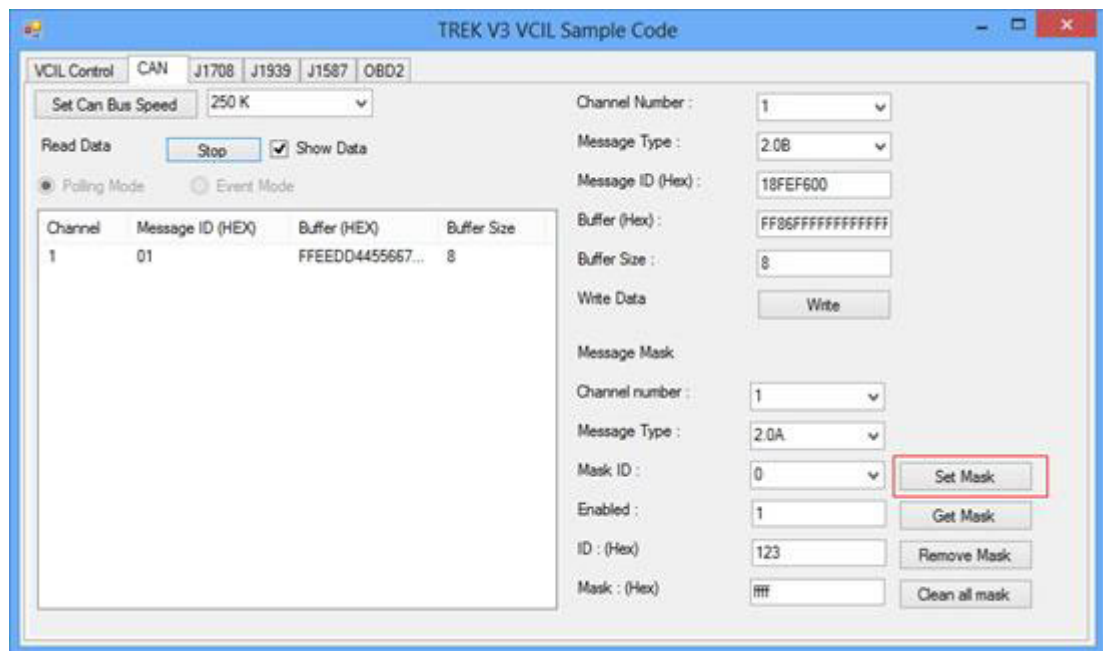 TREK V3 VCIL Sample Code
VCIL Control CAN J1708 J1939 J1587 OBD2
Set Can Bus Speed 250 K
Read Data Stop Show Data
Polling Mode Event Mode
Channel Message ID (HEX) Buffer (HEX) Buffer Size
1 01 FFEEDD4455667... 8
Channel Number : 1
Message Type : 2.0B
Message ID (Hex) : 18FEF600
Buffer (Hex) : FF86FFFFFFFFFFFF
Buffer Size : 8
Write Data Write
Message Mask
Channel number : 1
Message Type : 2.0A
Mask ID : 0 Set Mask
Enabled : 1 Get Mask
ID : (Hex) 123 Remove Mask
Mask : (Hex) ffff Clean all mask